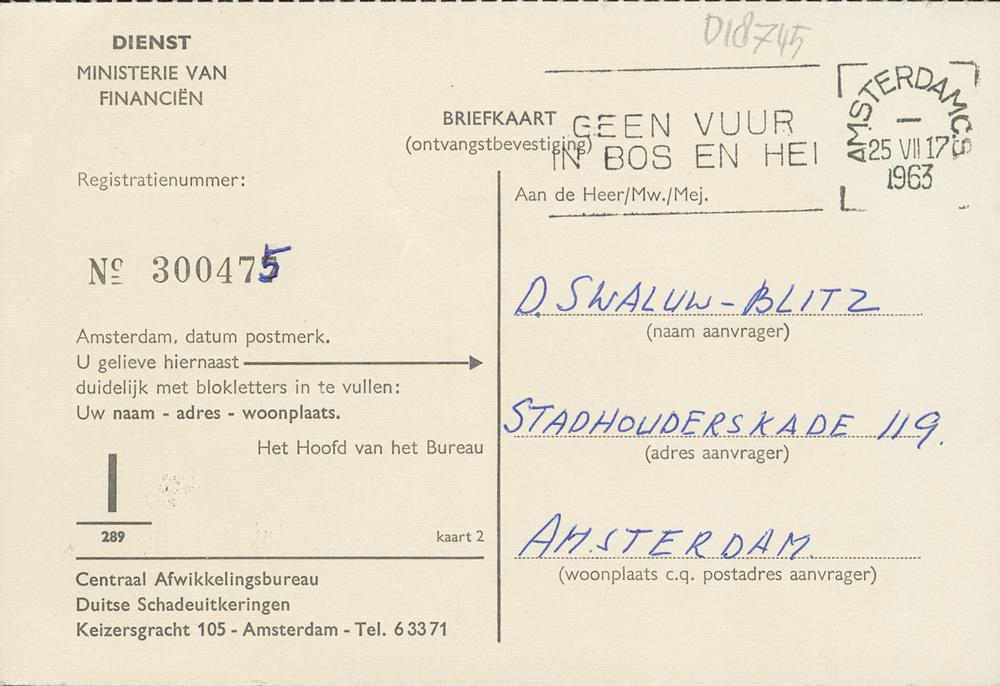 D18745
DIENST
MINISTERIE VAN
FINANCIËN
BRIEFKAART
(ontvangstbevestiging)
GEEN VUUR
IN BOS EN HEI
AMSTERDAM C.S
25 VII 17
1963
Registratienummer:
Nº 300475
Amsterdam, datum postmerk.
U gelieve hiernaast
duidelijk met blokletters in te vullen:
Uw naam - adres - woonplaats.
Het Hoofd van het Bureau
289
kaart 2
Centraal Afwikkelingsbureau
Duitse Schadeuitkeringen
Keizersgracht 105 - Amsterdam - Tel. 6 33 71
Aan de Heer/Mw./Mej.
D. SWALUW-BLITZ
(naam aanvrager)
STADHOUDERSKADE 119.
(adres aanvrager)
AMSTERDAM.
(woonplaats c.q. postadres aanvrager)